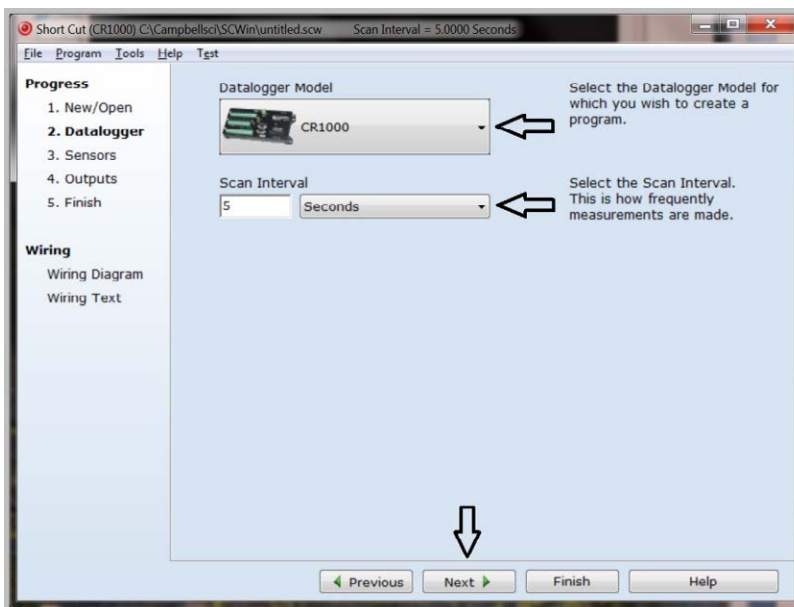 Short Cut (CR1000) C:\Campbellsci\SCWin\untitled.scw Scan Interval = 5.0000 Seconds
File Program Tools Help Test
Progress
1. New/Open
2. Datalogger
3. Sensors
4. Outputs
5. Finish
Wiring
Wiring Diagram
Wiring Text
Datalogger Model
CR1000
Select the Datalogger Model for
which you wish to create a
program.
Scan Interval
5 Seconds
Select the Scan Interval.
This is how frequently
measurements are made.
Previous Next Finish Help